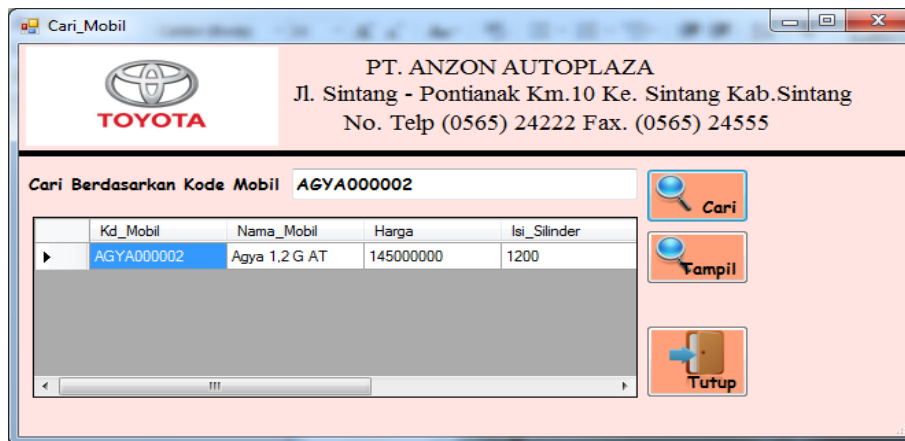 Cari_Mobil
TOYOTA
PT. ANZON AUTOPLAZA
Jl. Sintang - Pontianak Km.10 Ke. Sintang Kab.Sintang
No. Telp (0565) 24222 Fax. (0565) 24555
Cari Berdasarkan Kode Mobil AGYA000002
Cari
Kd_Mobil Nama_Mobil Harga Isi_Silinder
AGYA000002 Agya 1,2 G AT 145000000 1200
Tampil
Tutup